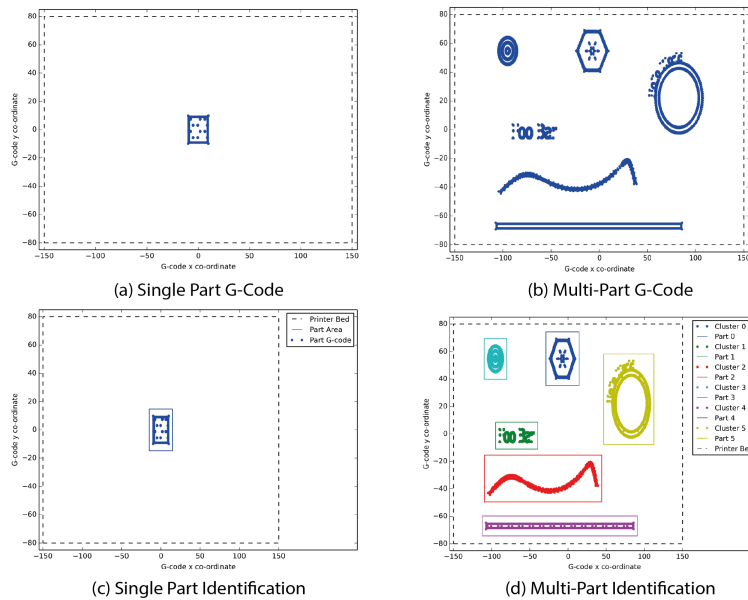 80
60
40
20
0
−20
−40
−60
−80
G-code y co-ordinate
−150 −100 −50 0 50 100 150
G-code x co-ordinate
(a) Single Part G-Code
80
60
40
20
0
−20
−40
−60
−80
G-code y co-ordinate
−150 −100 −50 0 50 100 150
G-code x co-ordinate
(b) Multi-Part G-Code
80
60
40
20
0
−20
−40
−60
−80
G-code y co-ordinate
−150 −100 −50 0 50 100 150
G-code x co-ordinate
Printer Bed
Part Area
Part G-code
(c) Single Part Identification
80
60
40
20
0
−20
−40
−60
−80
G-code y co-ordinate
−150 −100 −50 0 50 100 150
G-code x co-ordinate
Cluster 0
Part 0
Cluster 1
Part 1
Cluster 2
Part 2
Cluster 3
Part 3
Cluster 4
Part 4
Cluster 5
Part 5
Printer Be
(d) Multi-Part Identification